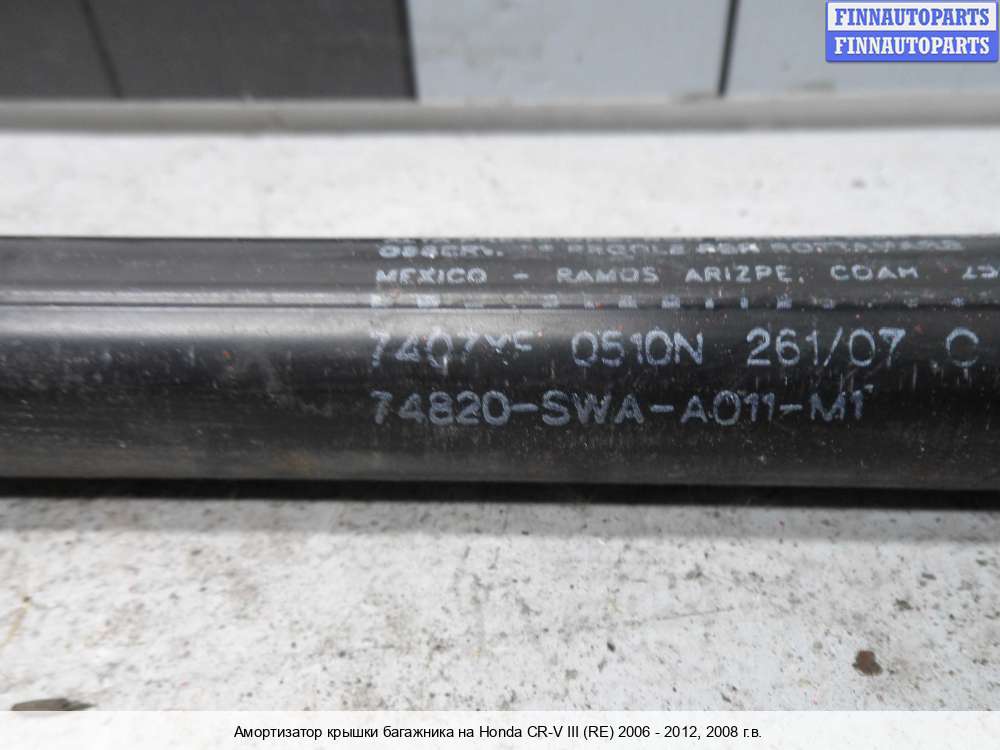 FINNAUTOPARTS
FINNAUTOPARTS
MEXICO - RAMOS ARIZPE, COAH.
0510N 261/07 C
74820-SWA-A011-M1
Амортизатор крышки багажника на Honda CR-V III (RE) 2006 - 2012, 2008 г.в.